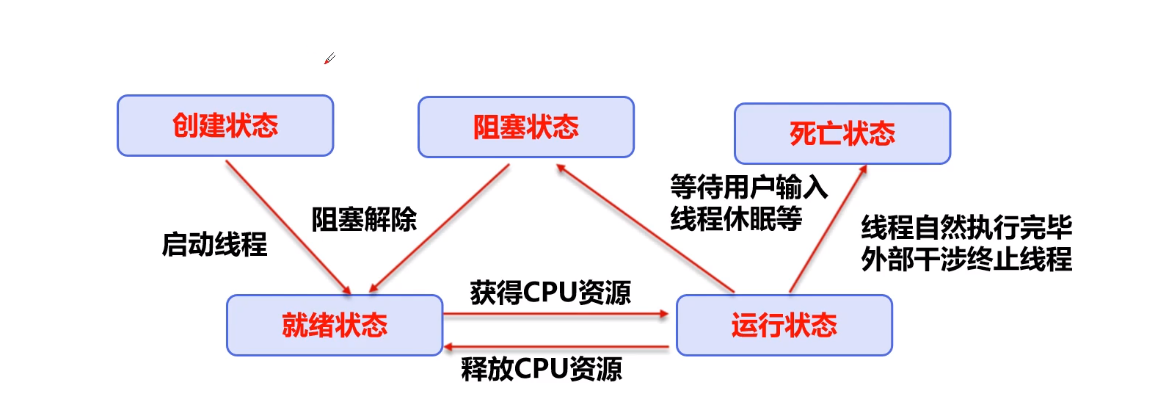 创建状态
阻塞状态
死亡状态
等待用户输入
线程休眠等
阻塞解除
启动线程
线程自然执行完毕
外部干涉终止线程
获得CPU资源
就绪状态
运行状态
释放CPU资源